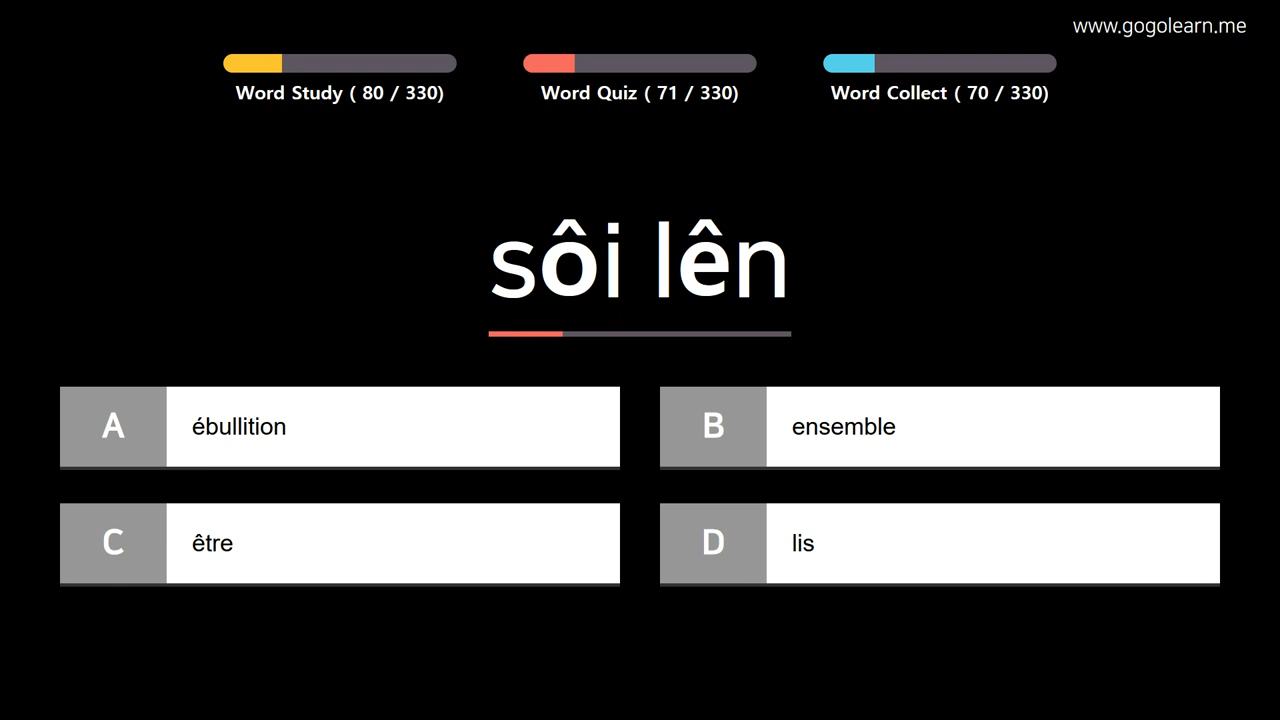 www.gogolearn.me
Word Study ( 80 / 330)
Word Quiz ( 71 / 330)
Word Collect ( 70 / 330)
sôi lên
A ébullition
B ensemble
C être
D lis